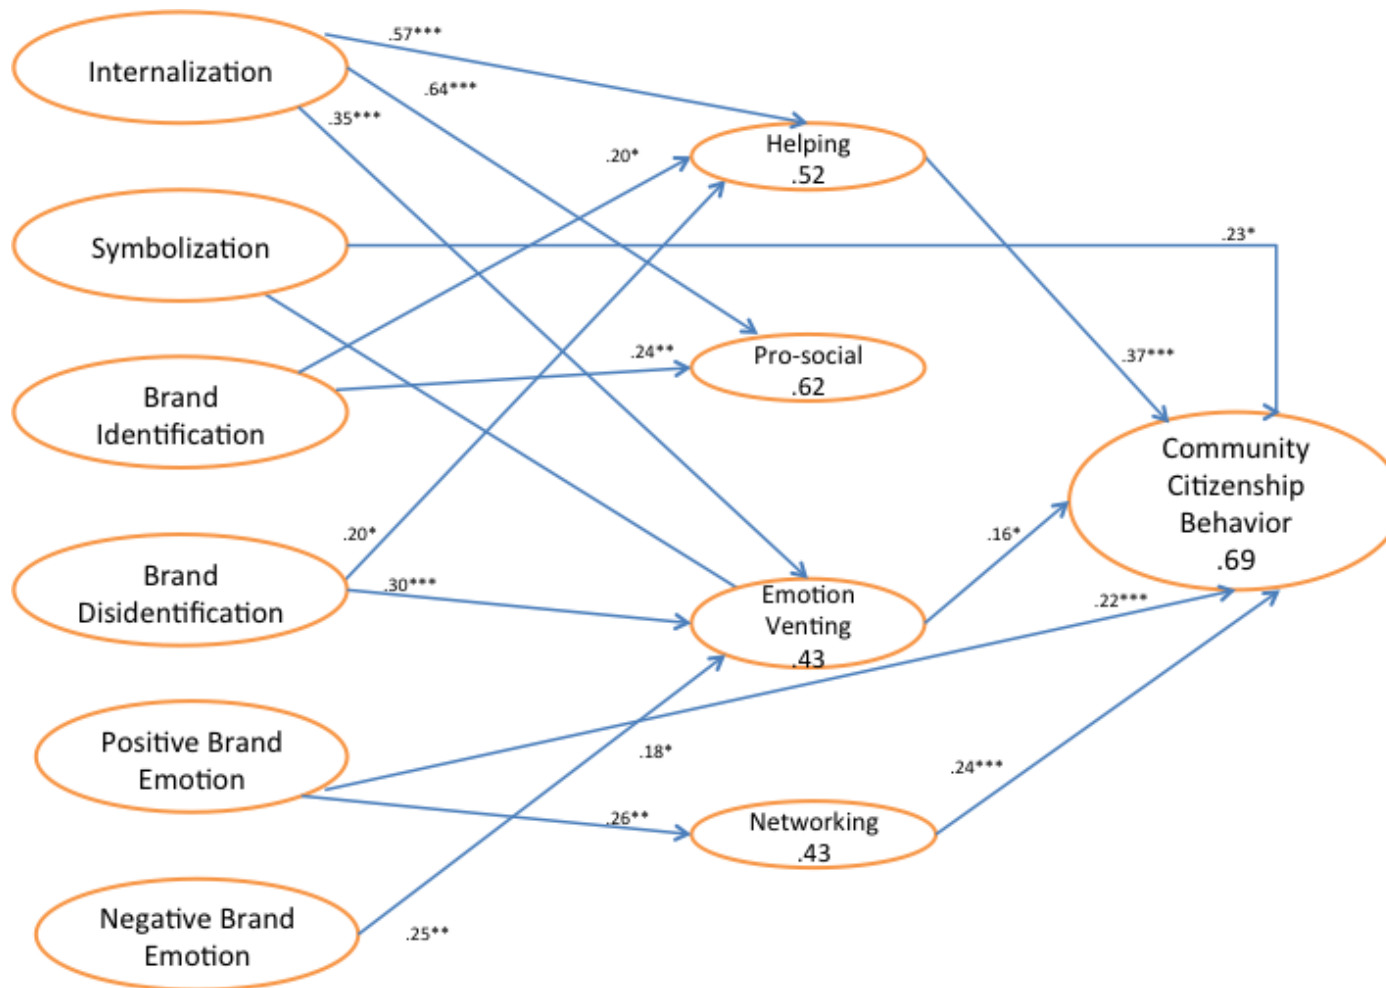 Internalization
.57***
.64***
.35***
Helping
.52
.20*
Symbolization
.23*
Brand
Identification
.24**
Pro-social
.62
.37***
Community
Citizenship
Behavior
.69
Brand
Disidentification
.20*
.30***
Emotion
Venting
.43
.16*
.22***
Positive Brand
Emotion
.18*
.26**
Networking
.43
.24***
Negative Brand
Emotion
.25**